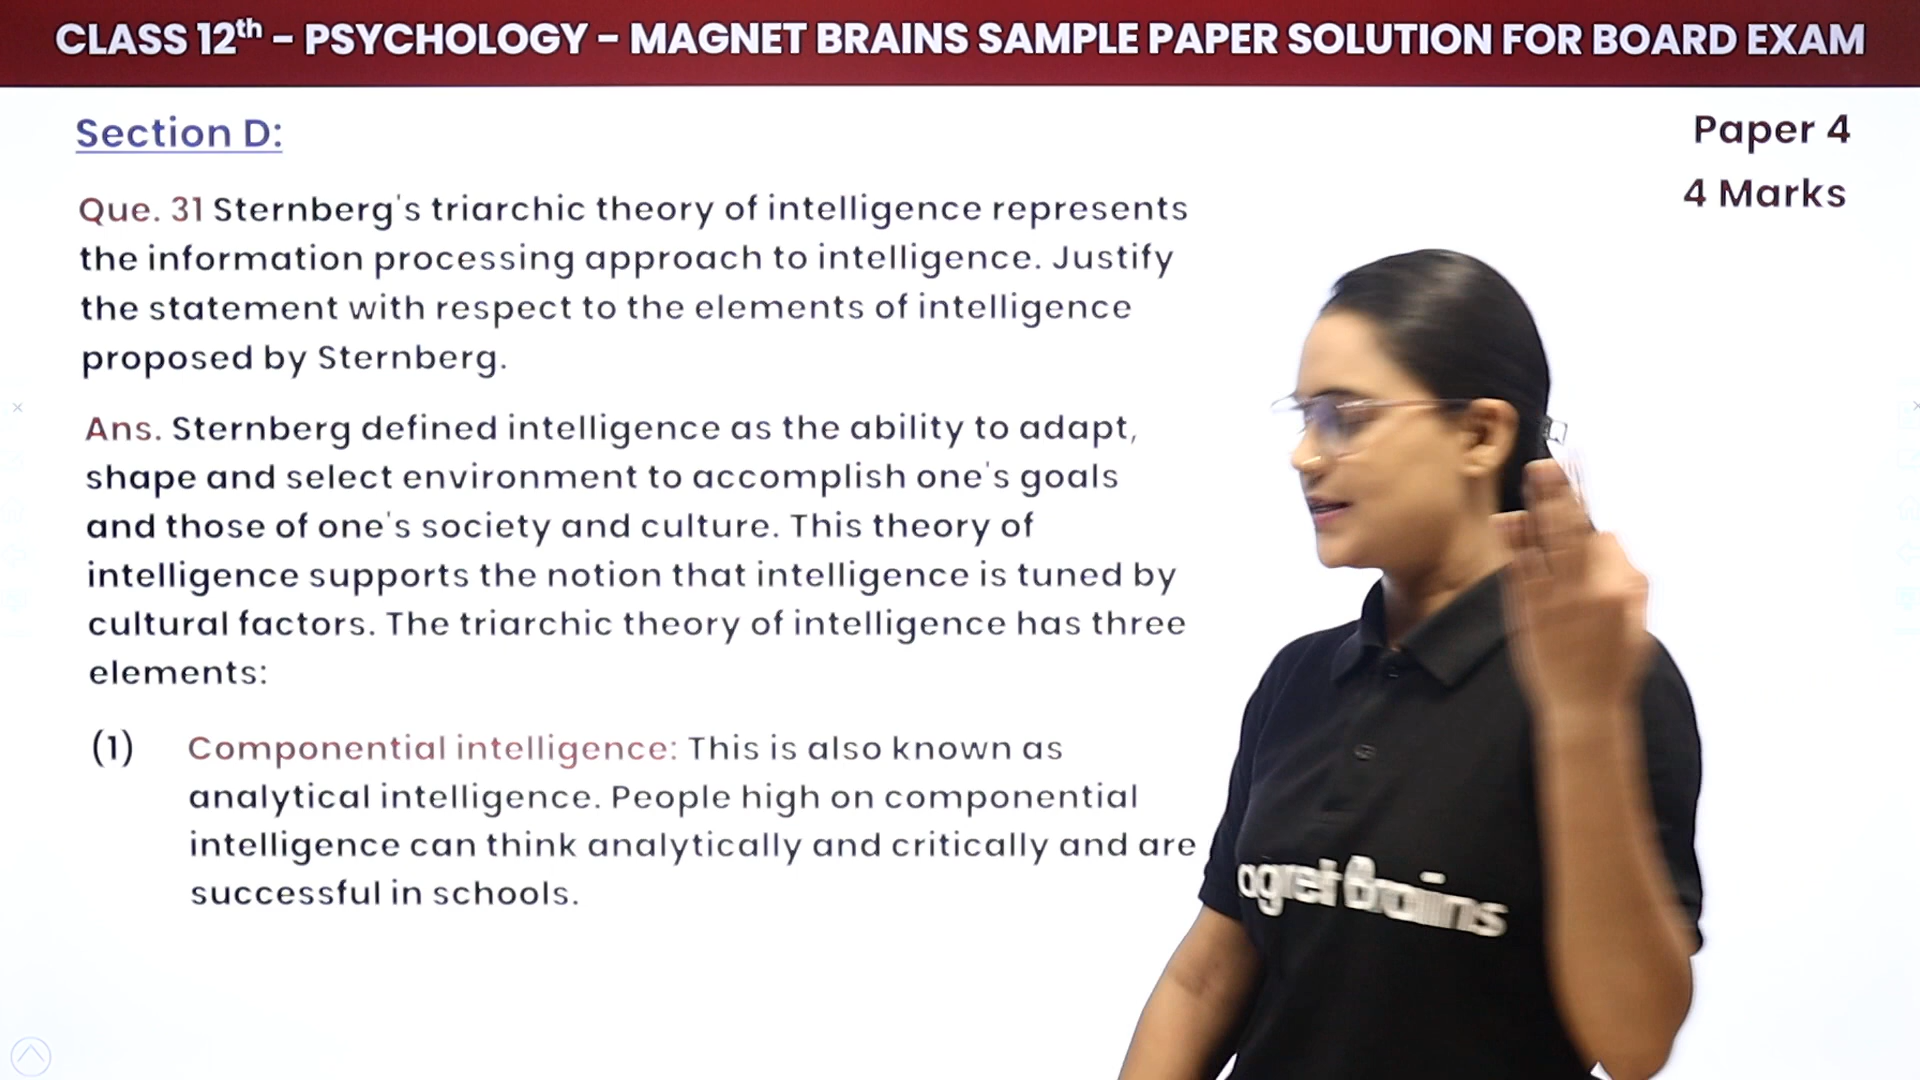 CLASS 12th - PSYCHOLOGY - MAGNET BRAINS SAMPLE PAPER SOLUTION FOR BOARD EXAM
Section D:
Paper 4
4 Marks
Que. 31 Sternberg's triarchic theory of intelligence represents
the information processing approach to intelligence. Justify
the statement with respect to the elements of intelligence
proposed by Sternberg.
Ans. Sternberg defined intelligence as the ability to adapt,
shape and select environment to accomplish one's goals
and those of one's society and culture. This theory of
intelligence supports the notion that intelligence is tuned by
cultural factors. The triarchic theory of intelligence has three
elements:
(1) Componential intelligence: This is also known as
analytical intelligence. People high on componential
intelligence can think analytically and critically and are
successful in schools.
agnet Brains